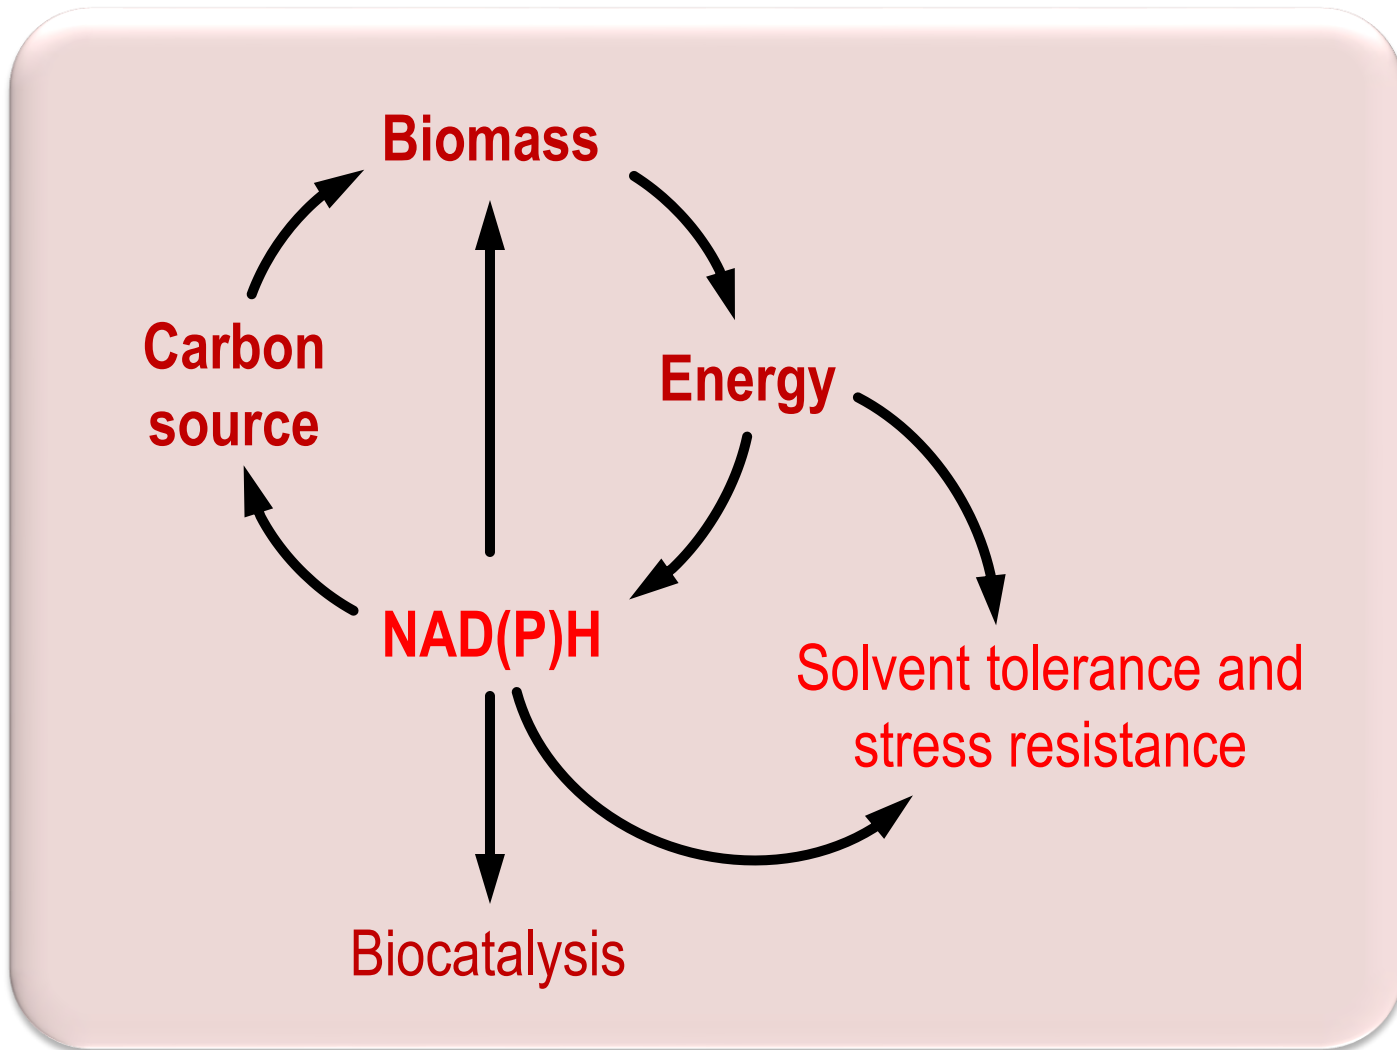 Biomass
Carbon
source
Energy
NAD(P)H
Solvent tolerance and
stress resistance
Biocatalysis